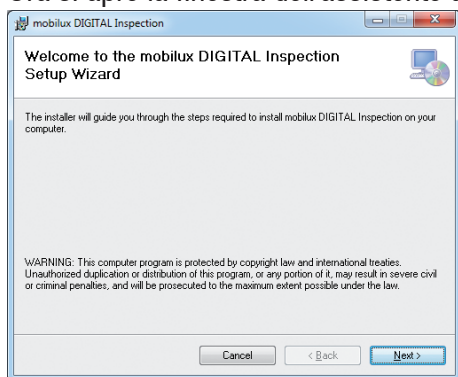 mobilux DIGITAL Inspection
Welcome to the mobilux DIGITAL Inspection
Setup Wizard
The installer will guide you through the steps required to install mobilux DIGITAL Inspection on your
computer.
WARNING: This computer program is protected by copyright law and international treaties.
Unauthorized duplication or distribution of this program, or any portion of it, may result in severe civil
or criminal penalties, and will be prosecuted to the maximum extent possible under the law.
Cancel
< Back
Next >